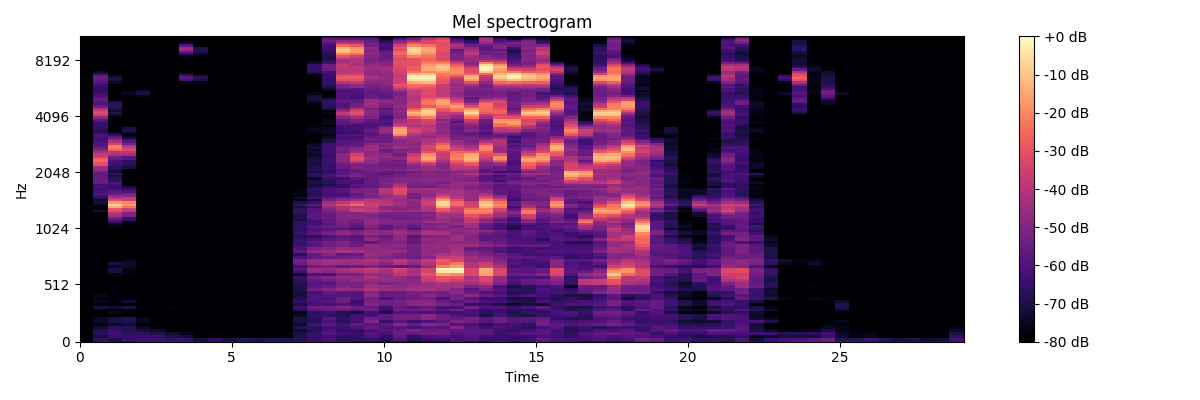 Mel spectrogram
Hz
8192
4096
2048
1024
512
0
0 5 10 15 20 25
Time
+0 dB
-10 dB
-20 dB
-30 dB
-40 dB
-50 dB
-60 dB
-70 dB
-80 dB